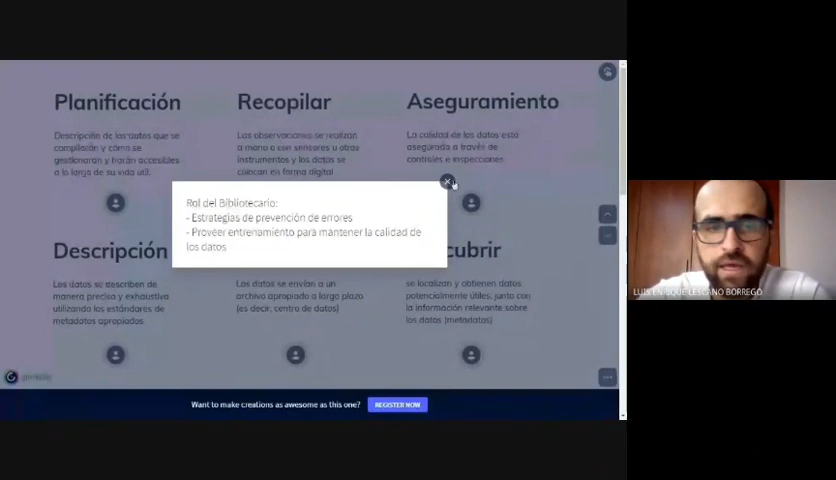 Planificación
Recopilar
Aseguramiento
Descripción de los datos que se
compilarán y cómo se
gestionarán y harán accesibles
a lo largo de su vida útil.
Las observaciones se realizan
a mano o con sensores u otros
instrumentos y los datos se
colocan en forma digital
La calidad de los datos está
asegurada a través de
controles e inspecciones
Rol del Bibliotecario:
- Estrategias de prevención de errores
- Proveer entrenamiento para mantener la calidad de
los datos
Descripción
cubrir
Los datos se describen de
manera precisa y exhaustiva
utilizando los estándares de
metadatos apropiados
Los datos se envían a un
archivo apropiado a largo plazo
(es decir, centro de datos)
se localizan y obtienen datos
potencialmente útiles, junto con
la información relevante sobre
los datos (metadatos)
LUIS ENRIQUE LESCANO BORREGO
genially
Want to make creations as awesome as this one?
REGISTER NOW